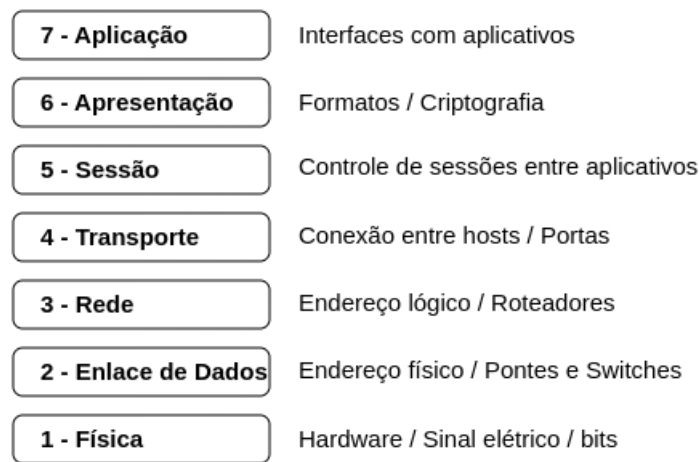 7 - Aplicação Interfaces com aplicativos
6 - Apresentação Formatos / Criptografia
5 - Sessão Controle de sessões entre aplicativos
4 - Transporte Conexão entre hosts / Portas
3 - Rede Endereço lógico / Roteadores
2 - Enlace de Dados Endereço físico / Pontes e Switches
1 - Física Hardware / Sinal elétrico / bits